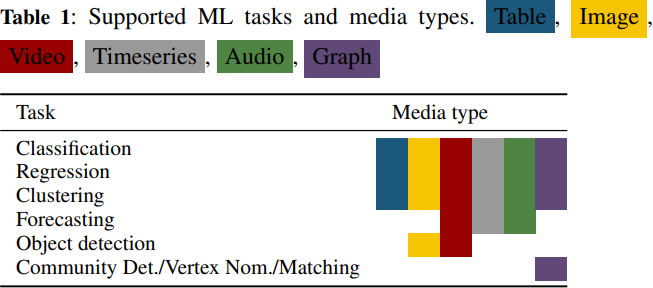 Table 1: Supported ML tasks and media types. Table, Image,
Video, Timeseries, Audio, Graph
Task Media type
Classification
Regression
Clustering
Forecasting
Object detection
Community Det./Vertex Nom./Matching